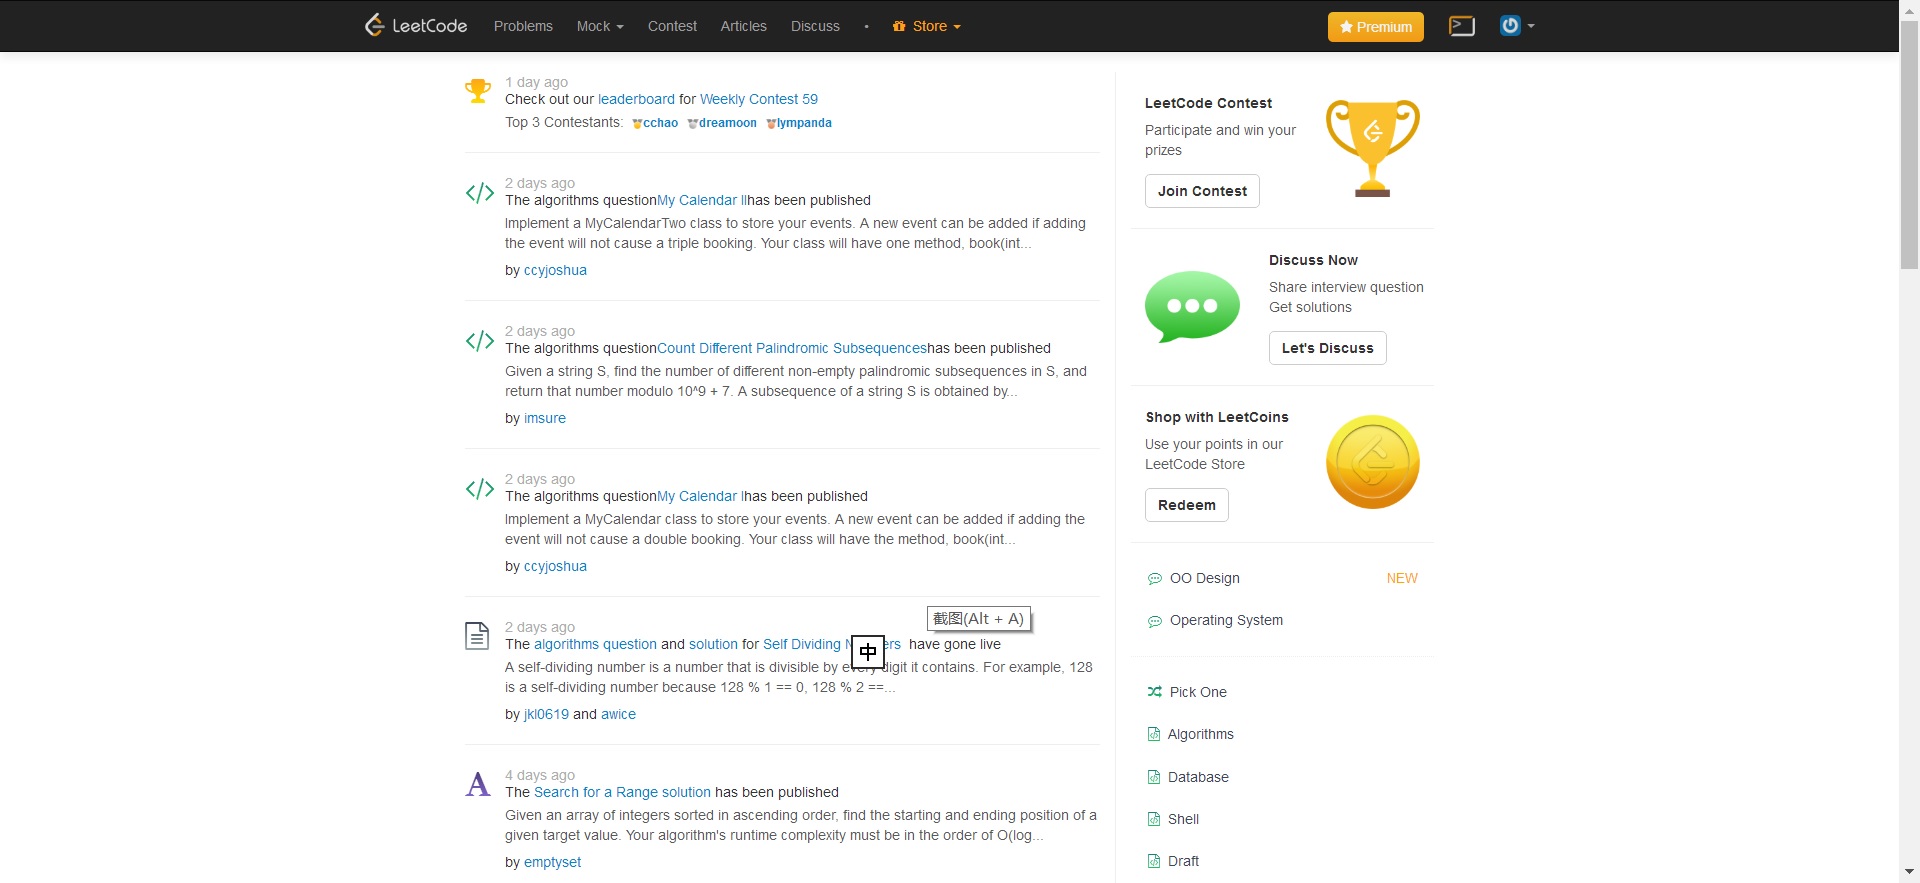 LeetCode Problems Mock Contest Articles Discuss • Store Premium
1 day ago
Check out our leaderboard for Weekly Contest 59
Top 3 Contestants: cchao dreamoon lympanda
2 days ago
The algorithms questionMy Calendar IIhas been published
Implement a MyCalendarTwo class to store your events. A new event can be added if adding
the event will not cause a triple booking. Your class will have one method, book(int...
by ccyjoshua
2 days ago
The algorithms questionCount Different Palindromic Subsequenceshas been published
Given a string S, find the number of different non-empty palindromic subsequences in S, and
return that number modulo 10^9 + 7. A subsequence of a string S is obtained by...
by imsure
2 days ago
The algorithms questionMy Calendar Ihas been published
Implement a MyCalendar class to store your events. A new event can be added if adding the
event will not cause a double booking. Your class will have the method, book(int...
by ccyjoshua
截图(Alt + A)
2 days ago
The algorithms question and solution for Self Dividing have gone live
中
A self-dividing number is a number that is divisible by every digit it contains. For example, 128
is a self-dividing number because 128 % 1 == 0, 128 % 2 ==...
by jkl0619 and awice
4 days ago
The Search for a Range solution has been published
Given an array of integers sorted in ascending order, find the starting and ending position of a
given target value. Your algorithm's runtime complexity must be in the order of O(log...
by emptyset
LeetCode Contest
Participate and win your
prizes
Join Contest
Discuss Now
Share interview question
Get solutions
Let's Discuss
Shop with LeetCoins
Use your points in our
LeetCode Store
Redeem
OO Design NEW
Operating System
Pick One
Algorithms
Database
Shell
Draft